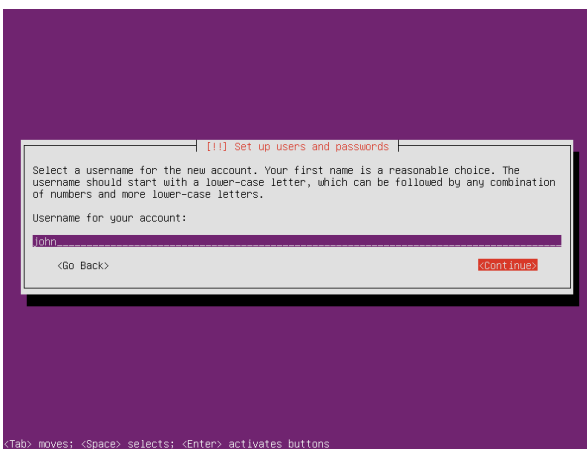 [!!] Set up users and passwords
Select a username for the new account. Your first name is a reasonable choice. The
username should start with a lower-case letter, which can be followed by any combination
of numbers and more lower-case letters.
Username for your account:
john
<Go Back> <Continue>
<Tab> moves; <Space> selects; <Enter> activates buttons